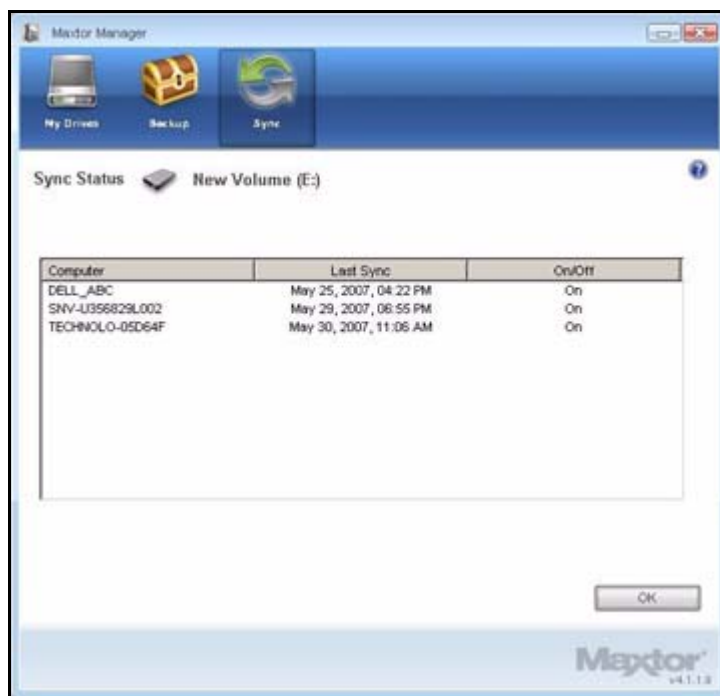 Maxtor Manager
My Drives Backup Sync
Sync Status New Volume (E:)
Computer Last Sync On/Off
DELL_ABC May 25, 2007, 04:22 PM On
SNV-U356829L002 May 29, 2007, 06:55 PM On
TECHNOLO-05D64F May 30, 2007, 11:06 AM On
OK
Maxtor